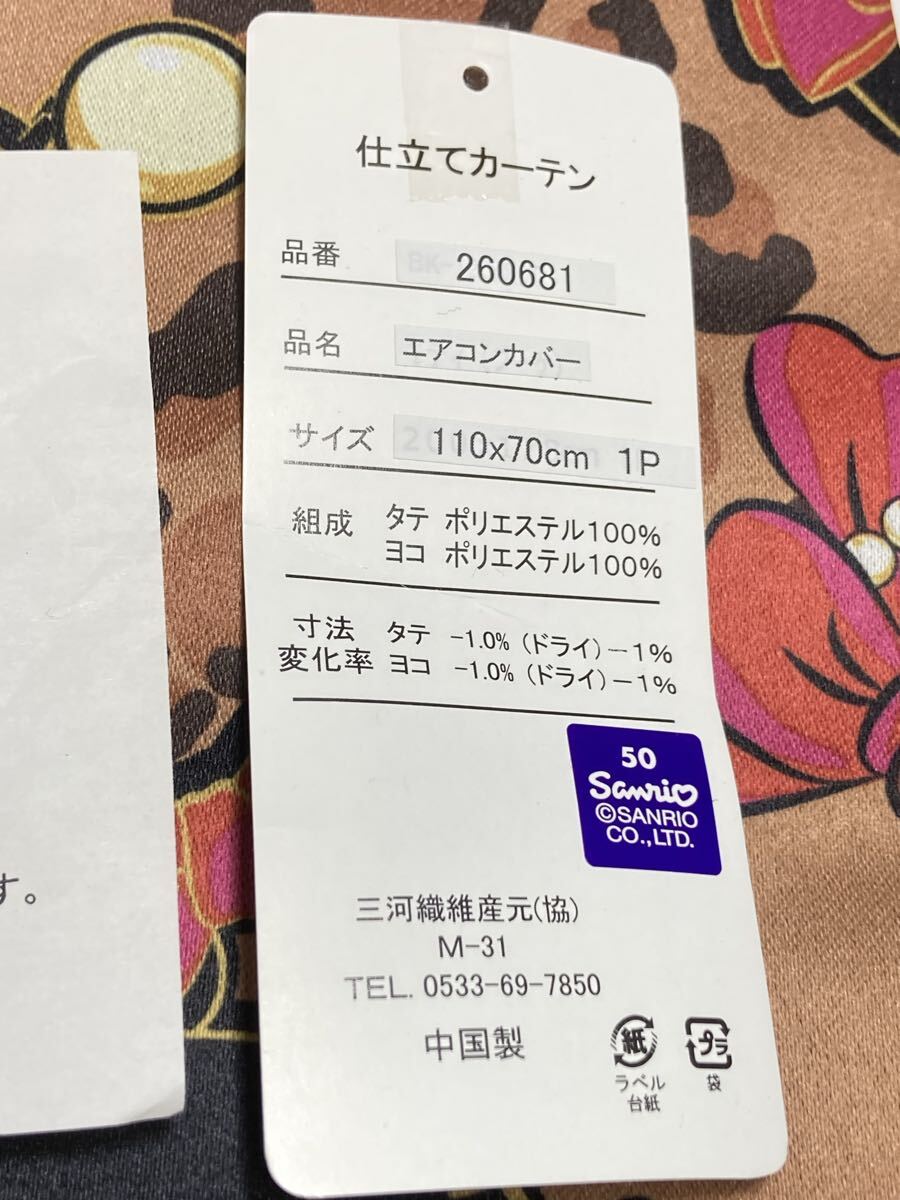 仕立てカーテン
品番 260681
品名 エアコンカバー
サイズ 110x70cm 1P
組成 タテ ポリエステル100%
ヨコ ポリエステル100%
寸法 タテ -1.0% (ドライ) -1%
変化率 ヨコ -1.0% (ドライ) -1%
50
Sanrio
©SANRIO
CO.,LTD.
す。
三河織維産元(協)
M-31
TEL. 0533-69-7850
中国製
紙
プラ
ラベル
台紙
袋